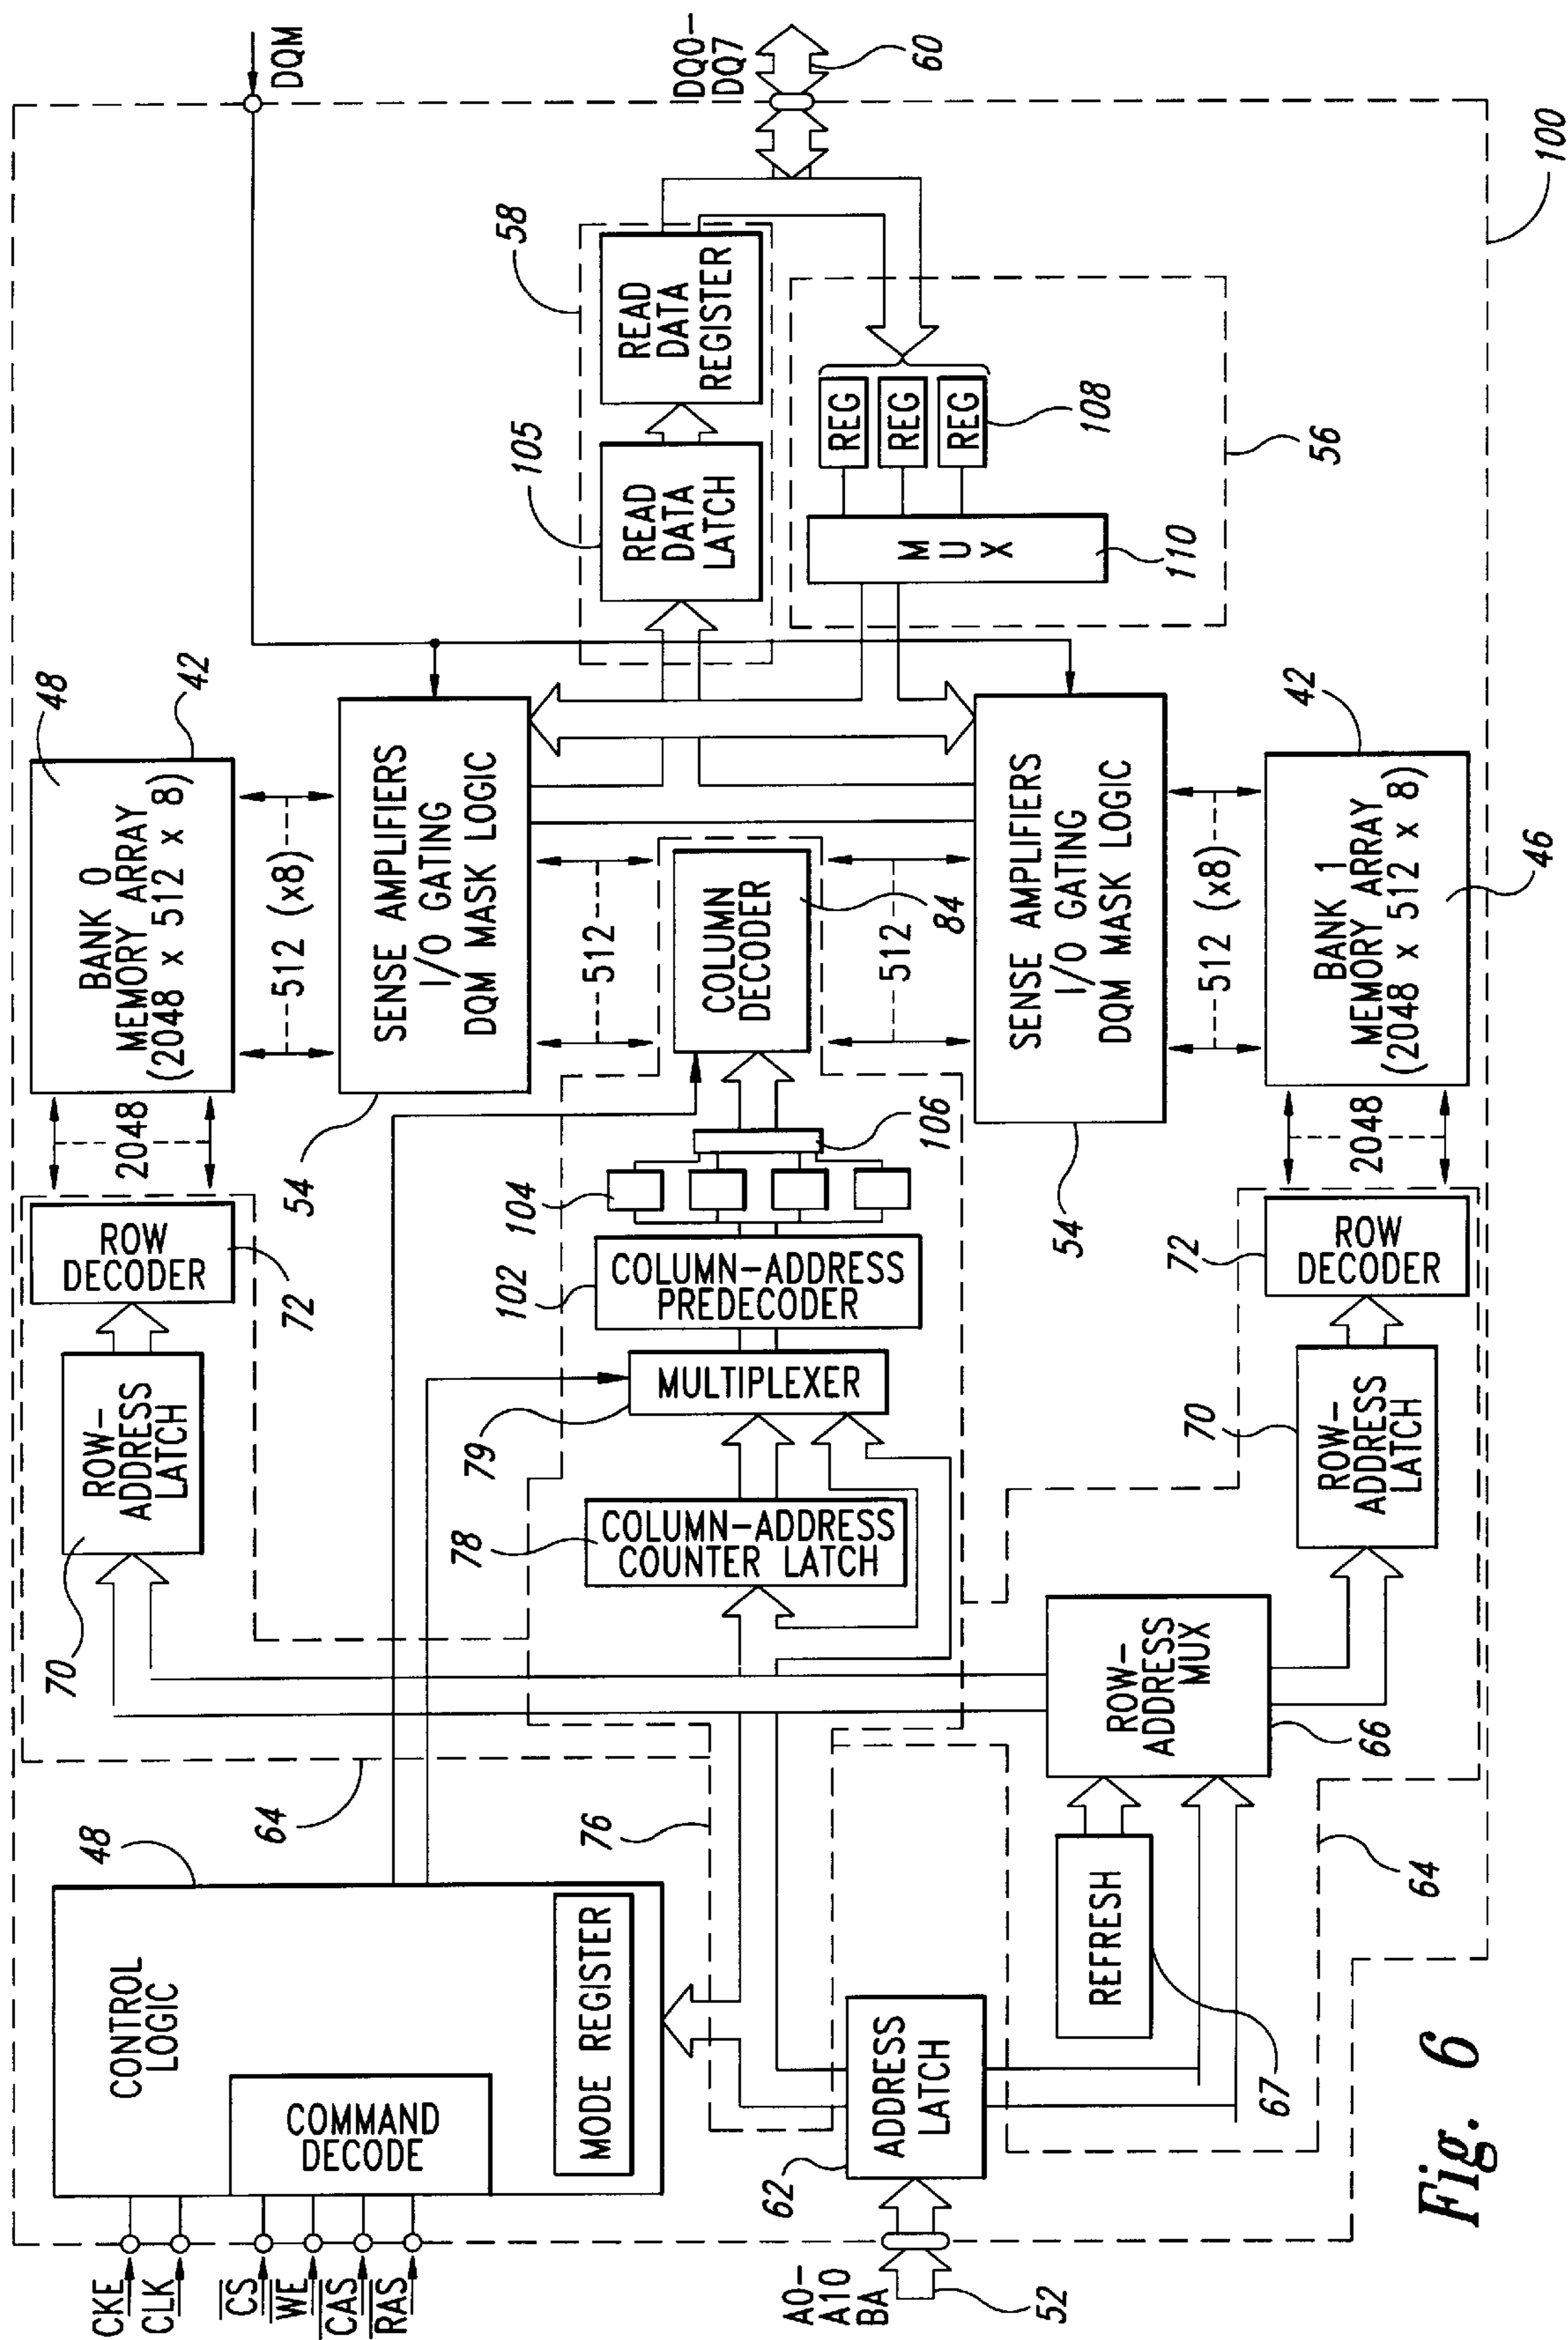 CKE
CLK
CS
WE
CAS
RAS
A0-
A10
BA
52
CONTROL
LOGIC
48
COMMAND
DECODE
MODE REGISTER
ADDRESS
LATCH
62
64
76
REFRESH
67
64
ROW-
ADDRESS
MUX
66
ROW-
ADDRESS
LATCH
70
ROW
DECODER
72
COLUMN-ADDRESS
COUNTER LATCH
78
MULTIPLEXER
79
COLUMN-ADDRESS
PREDECODER
102
104
106
COLUMN
DECODER
84
ROW-
ADDRESS
LATCH
70
ROW
DECODER
72
2048
BANK 0
MEMORY ARRAY
(2048 x 512 x 8)
48
42
512 (x8)
SENSE AMPLIFIERS
I/O GATING
DQM MASK LOGIC
54
512
512
SENSE AMPLIFIERS
I/O GATING
DQM MASK LOGIC
54
512 (x8)
2048
BANK 1
MEMORY ARRAY
(2048 x 512 x 8)
42
46
READ
DATA
LATCH
105
READ
DATA
REGISTER
58
MUX
110
REG
REG
REG
108
56
DQM
DQ0-
DQ7
60
100
Fig. 6